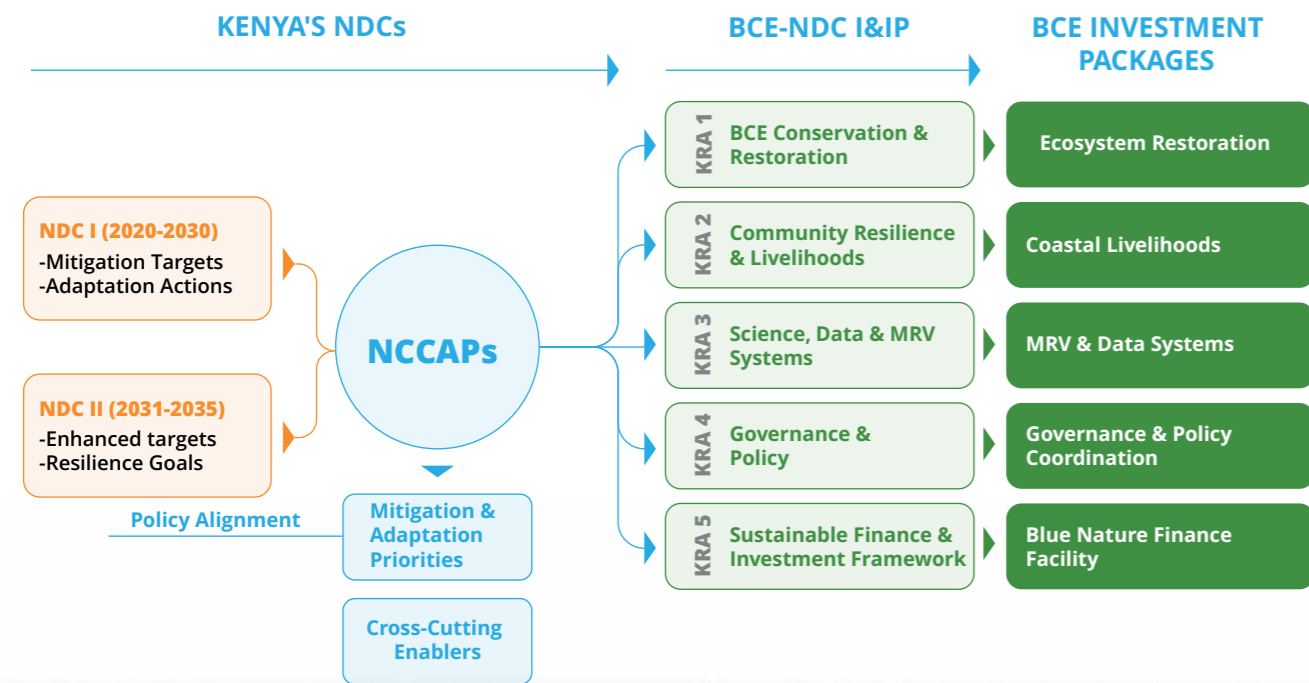 KENYA'S NDCs
BCE-NDC I&IP
BCE INVESTMENT
PACKAGES
NDC I (2020-2030)
-Mitigation Targets
-Adaptation Actions
NDC II (2031-2035)
-Enhanced targets
-Resilience Goals
NCCAPs
Policy Alignment
Mitigation &
Adaptation
Priorities
Cross-Cutting
Enablers
KRA 1
BCE Conservation &
Restoration
Ecosystem Restoration
KRA 2
Community Resilience
& Livelihoods
Coastal Livelihoods
KRA 3
Science, Data & MRV
Systems
MRV & Data Systems
KRA 4
Governance &
Policy
Governance & Policy
Coordination
KRA 5
Sustainable Finance &
Investment Framework
Blue Nature Finance
Facility